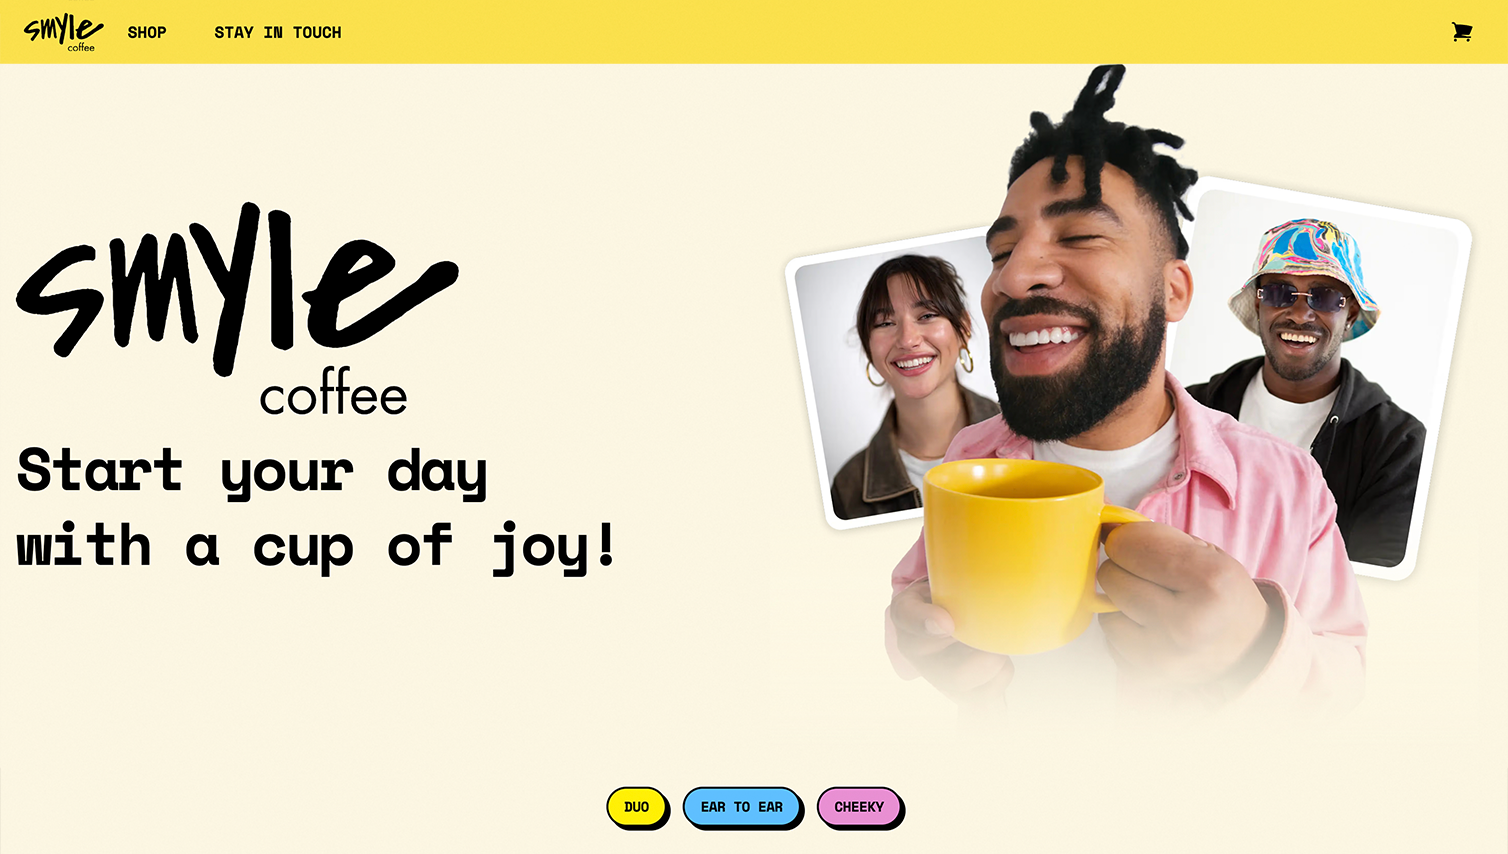 smyle
coffee
SHOP
STAY IN TOUCH
smyle
coffee
Start your day
with a cup of joy!
DUO
EAR TO EAR
CHEEKY